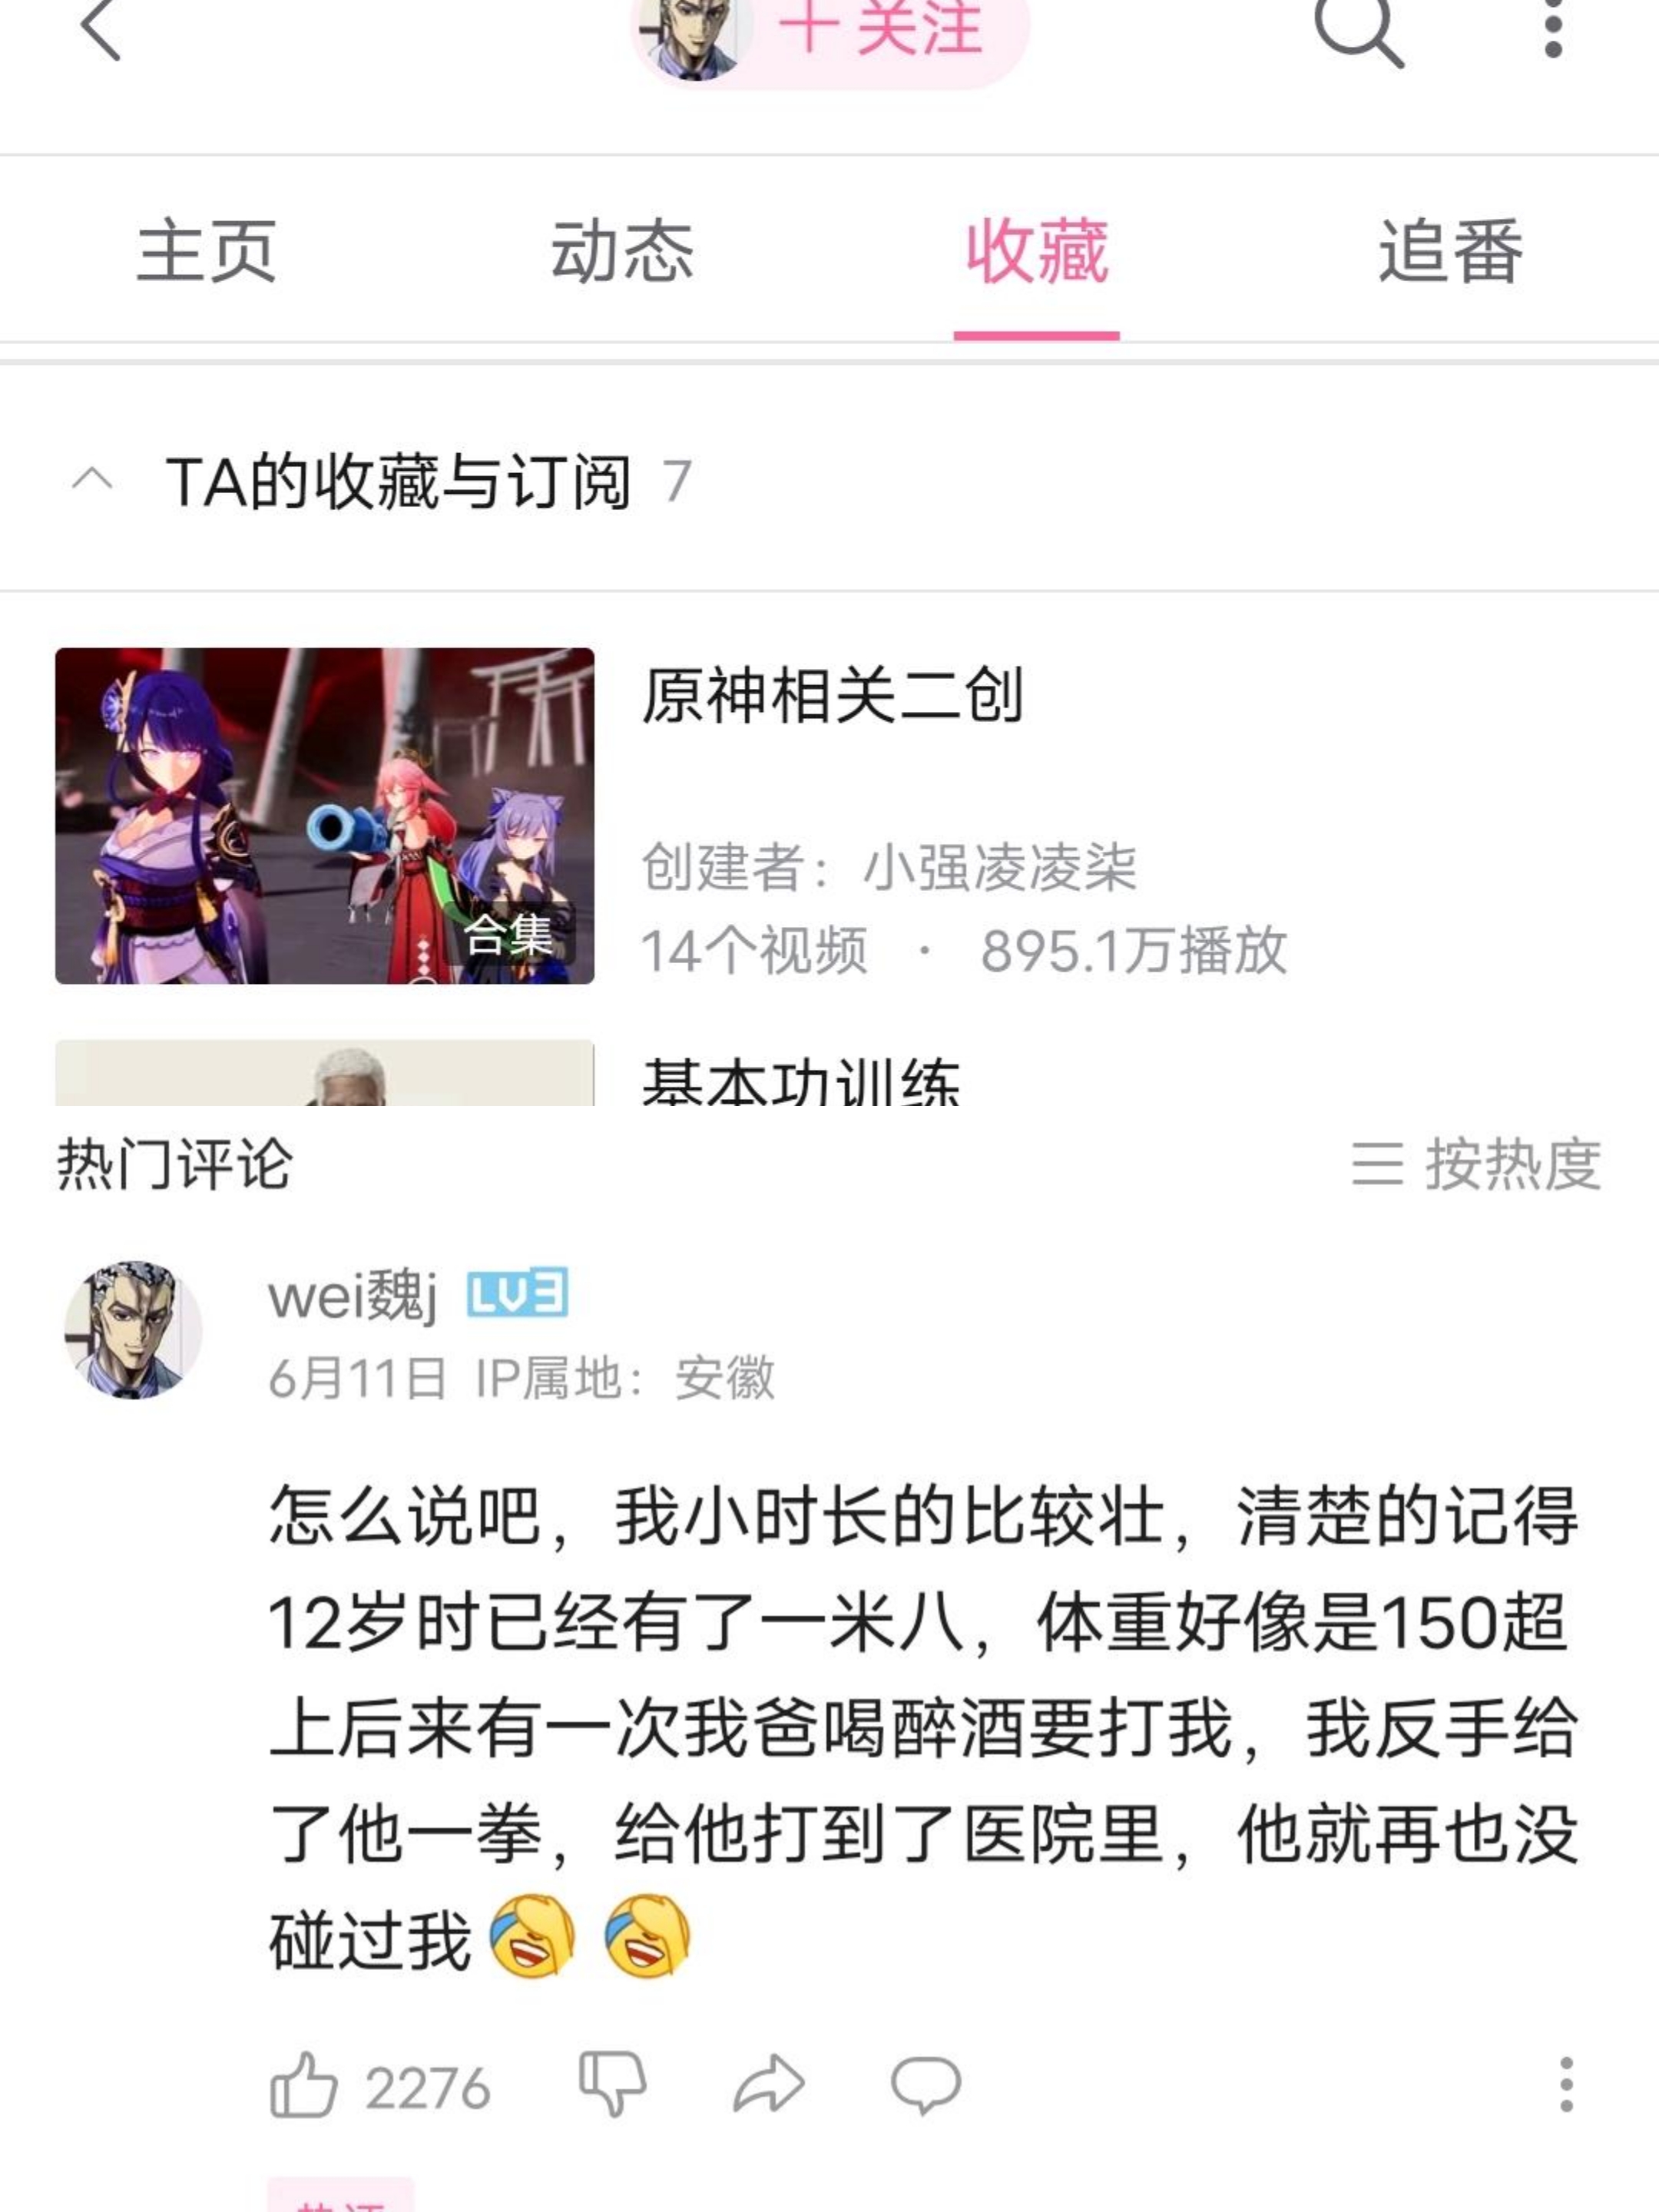 十关注
主页 动态 收藏 追番
TA的收藏与订阅 7
原神相关二创
创建者：小强凌凌柒
合集
14个视频 · 895.1万播放
基本功训练
热门评论 按热度
wei魏j LV3
6月11日 IP属地：安徽
怎么说吧，我小时长的比较壮，清楚的记得
12岁时已经有了一米八，体重好像是150超
上后来有一次我爸喝醉酒要打我，我反手给
了他一拳，给他打到了医院里，他就再也没
碰过我
2276